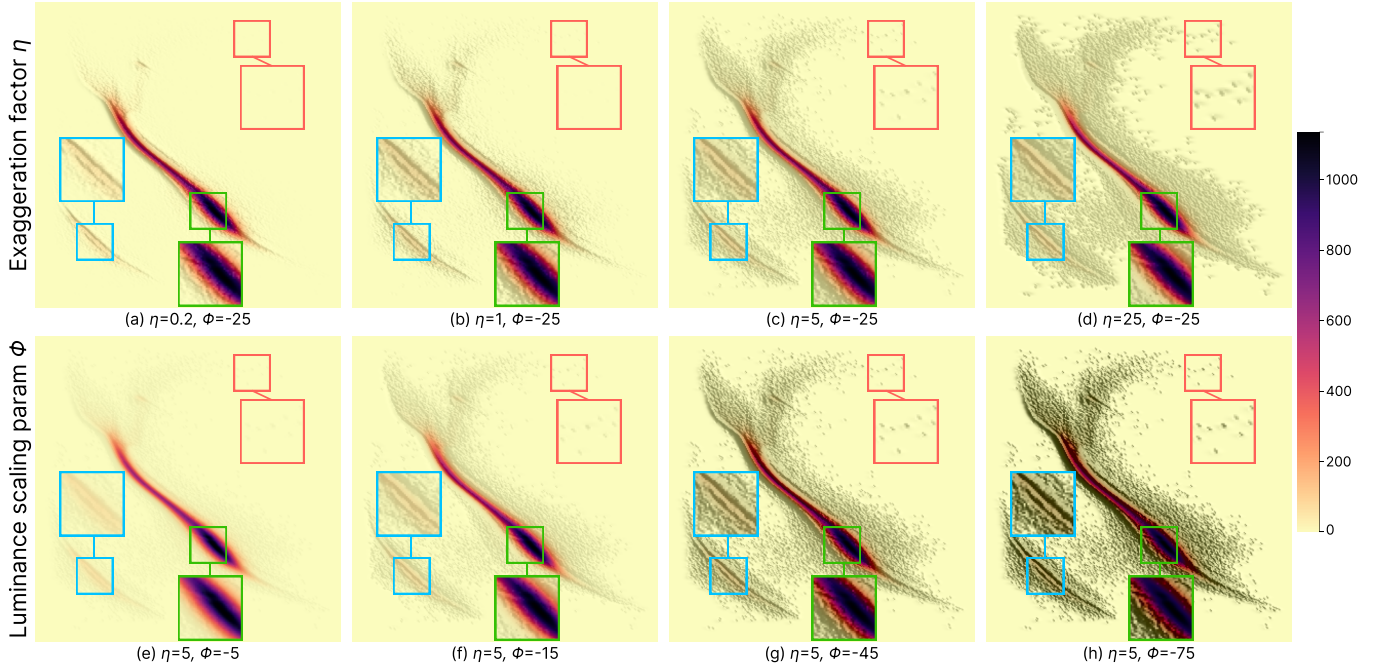 Exaggeration factor η
(a) η=0.2, Φ=-25
(b) η=1, Φ=-25
(c) η=5, Φ=-25
(d) η=25, Φ=-25
Luminance scaling param Φ
(e) η=5, Φ=-5
(f) η=5, Φ=-15
(g) η=5, Φ=-45
(h) η=5, Φ=-75
1000
800
600
400
200
0